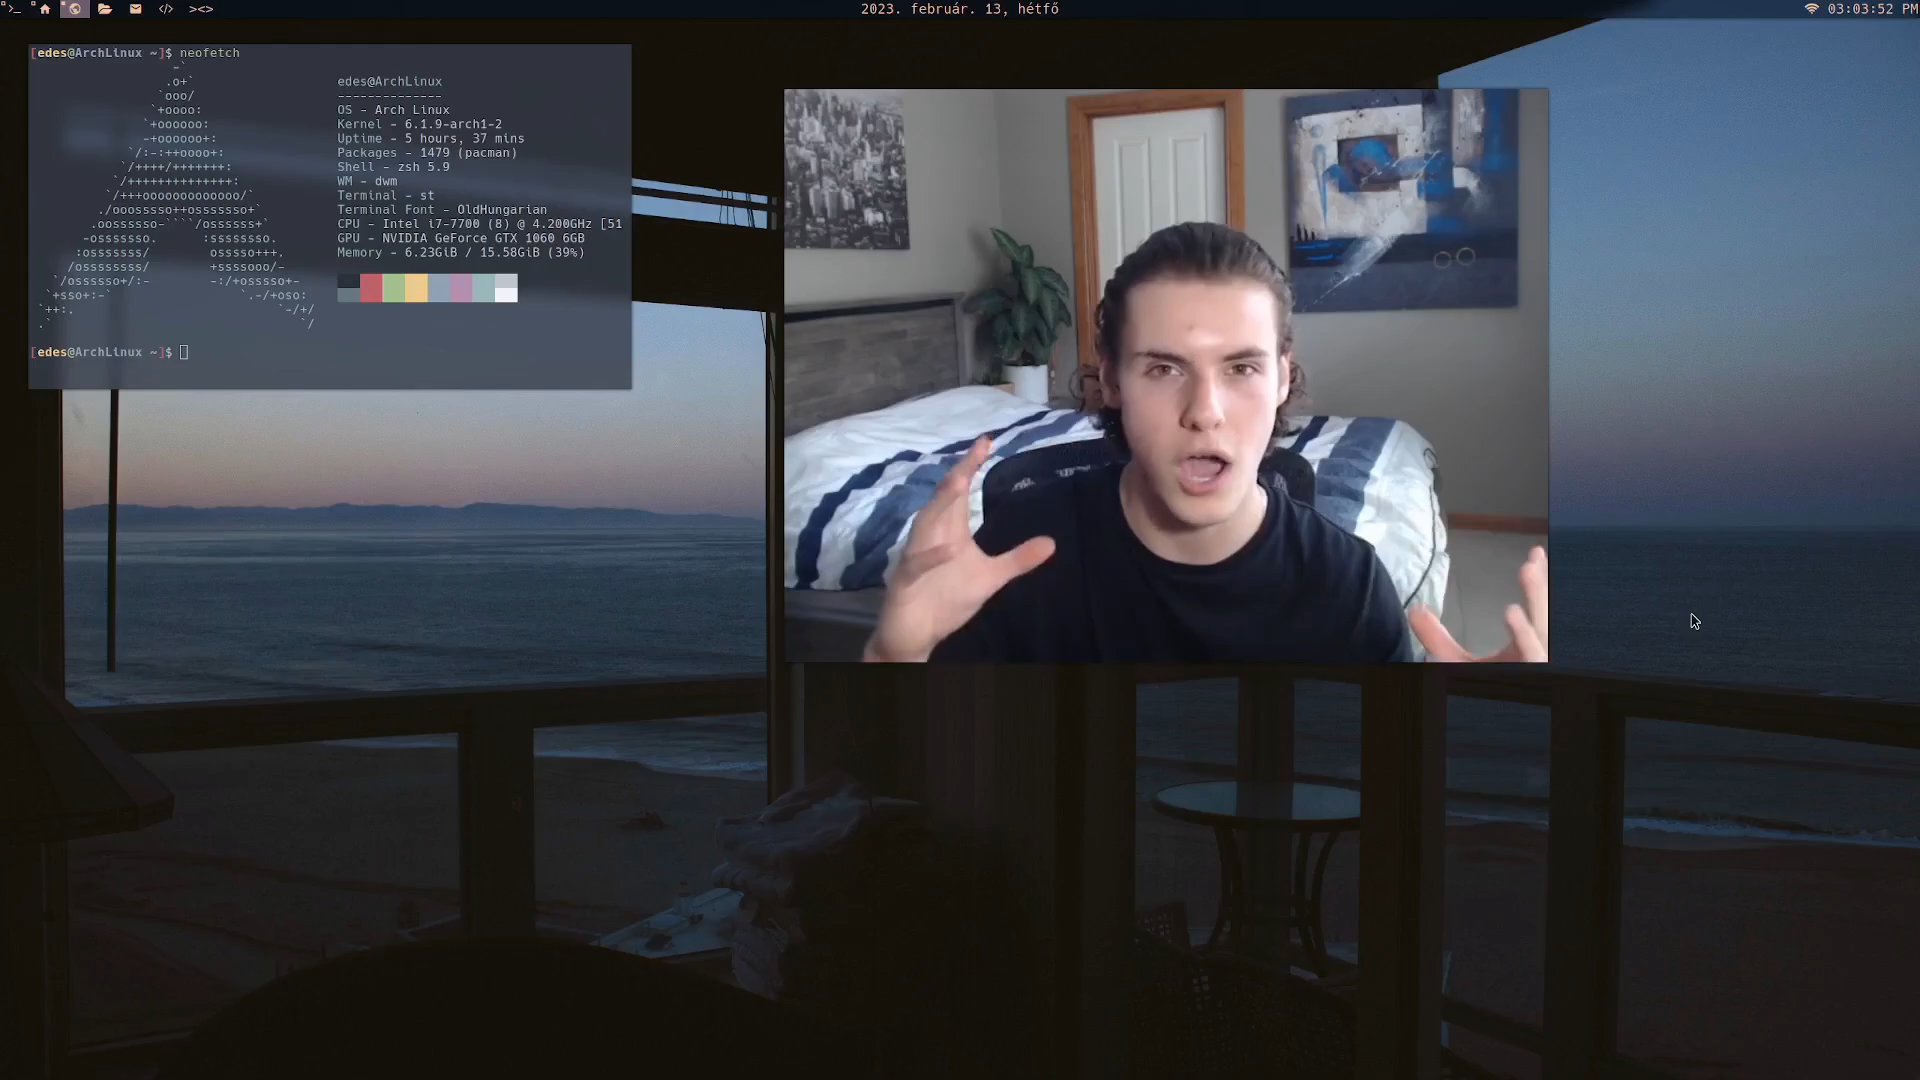 >_ </> ><> 2023. február. 13, hétfő 03:03:52 PM
[edes@ArchLinux ~]$ neofetch
edes@ArchLinux
--------------
OS - Arch Linux
Kernel - 6.1.9-arch1-2
Uptime - 5 hours, 37 mins
Packages - 1479 (pacman)
Shell - zsh 5.9
WM - dwm
Terminal - st
Terminal Font - OldHungarian
CPU - Intel i7-7700 (8) @ 4.200GHz [51
GPU - NVIDIA GeForce GTX 1060 6GB
Memory - 6.23GiB / 15.58GiB (39%)
[edes@ArchLinux ~]$